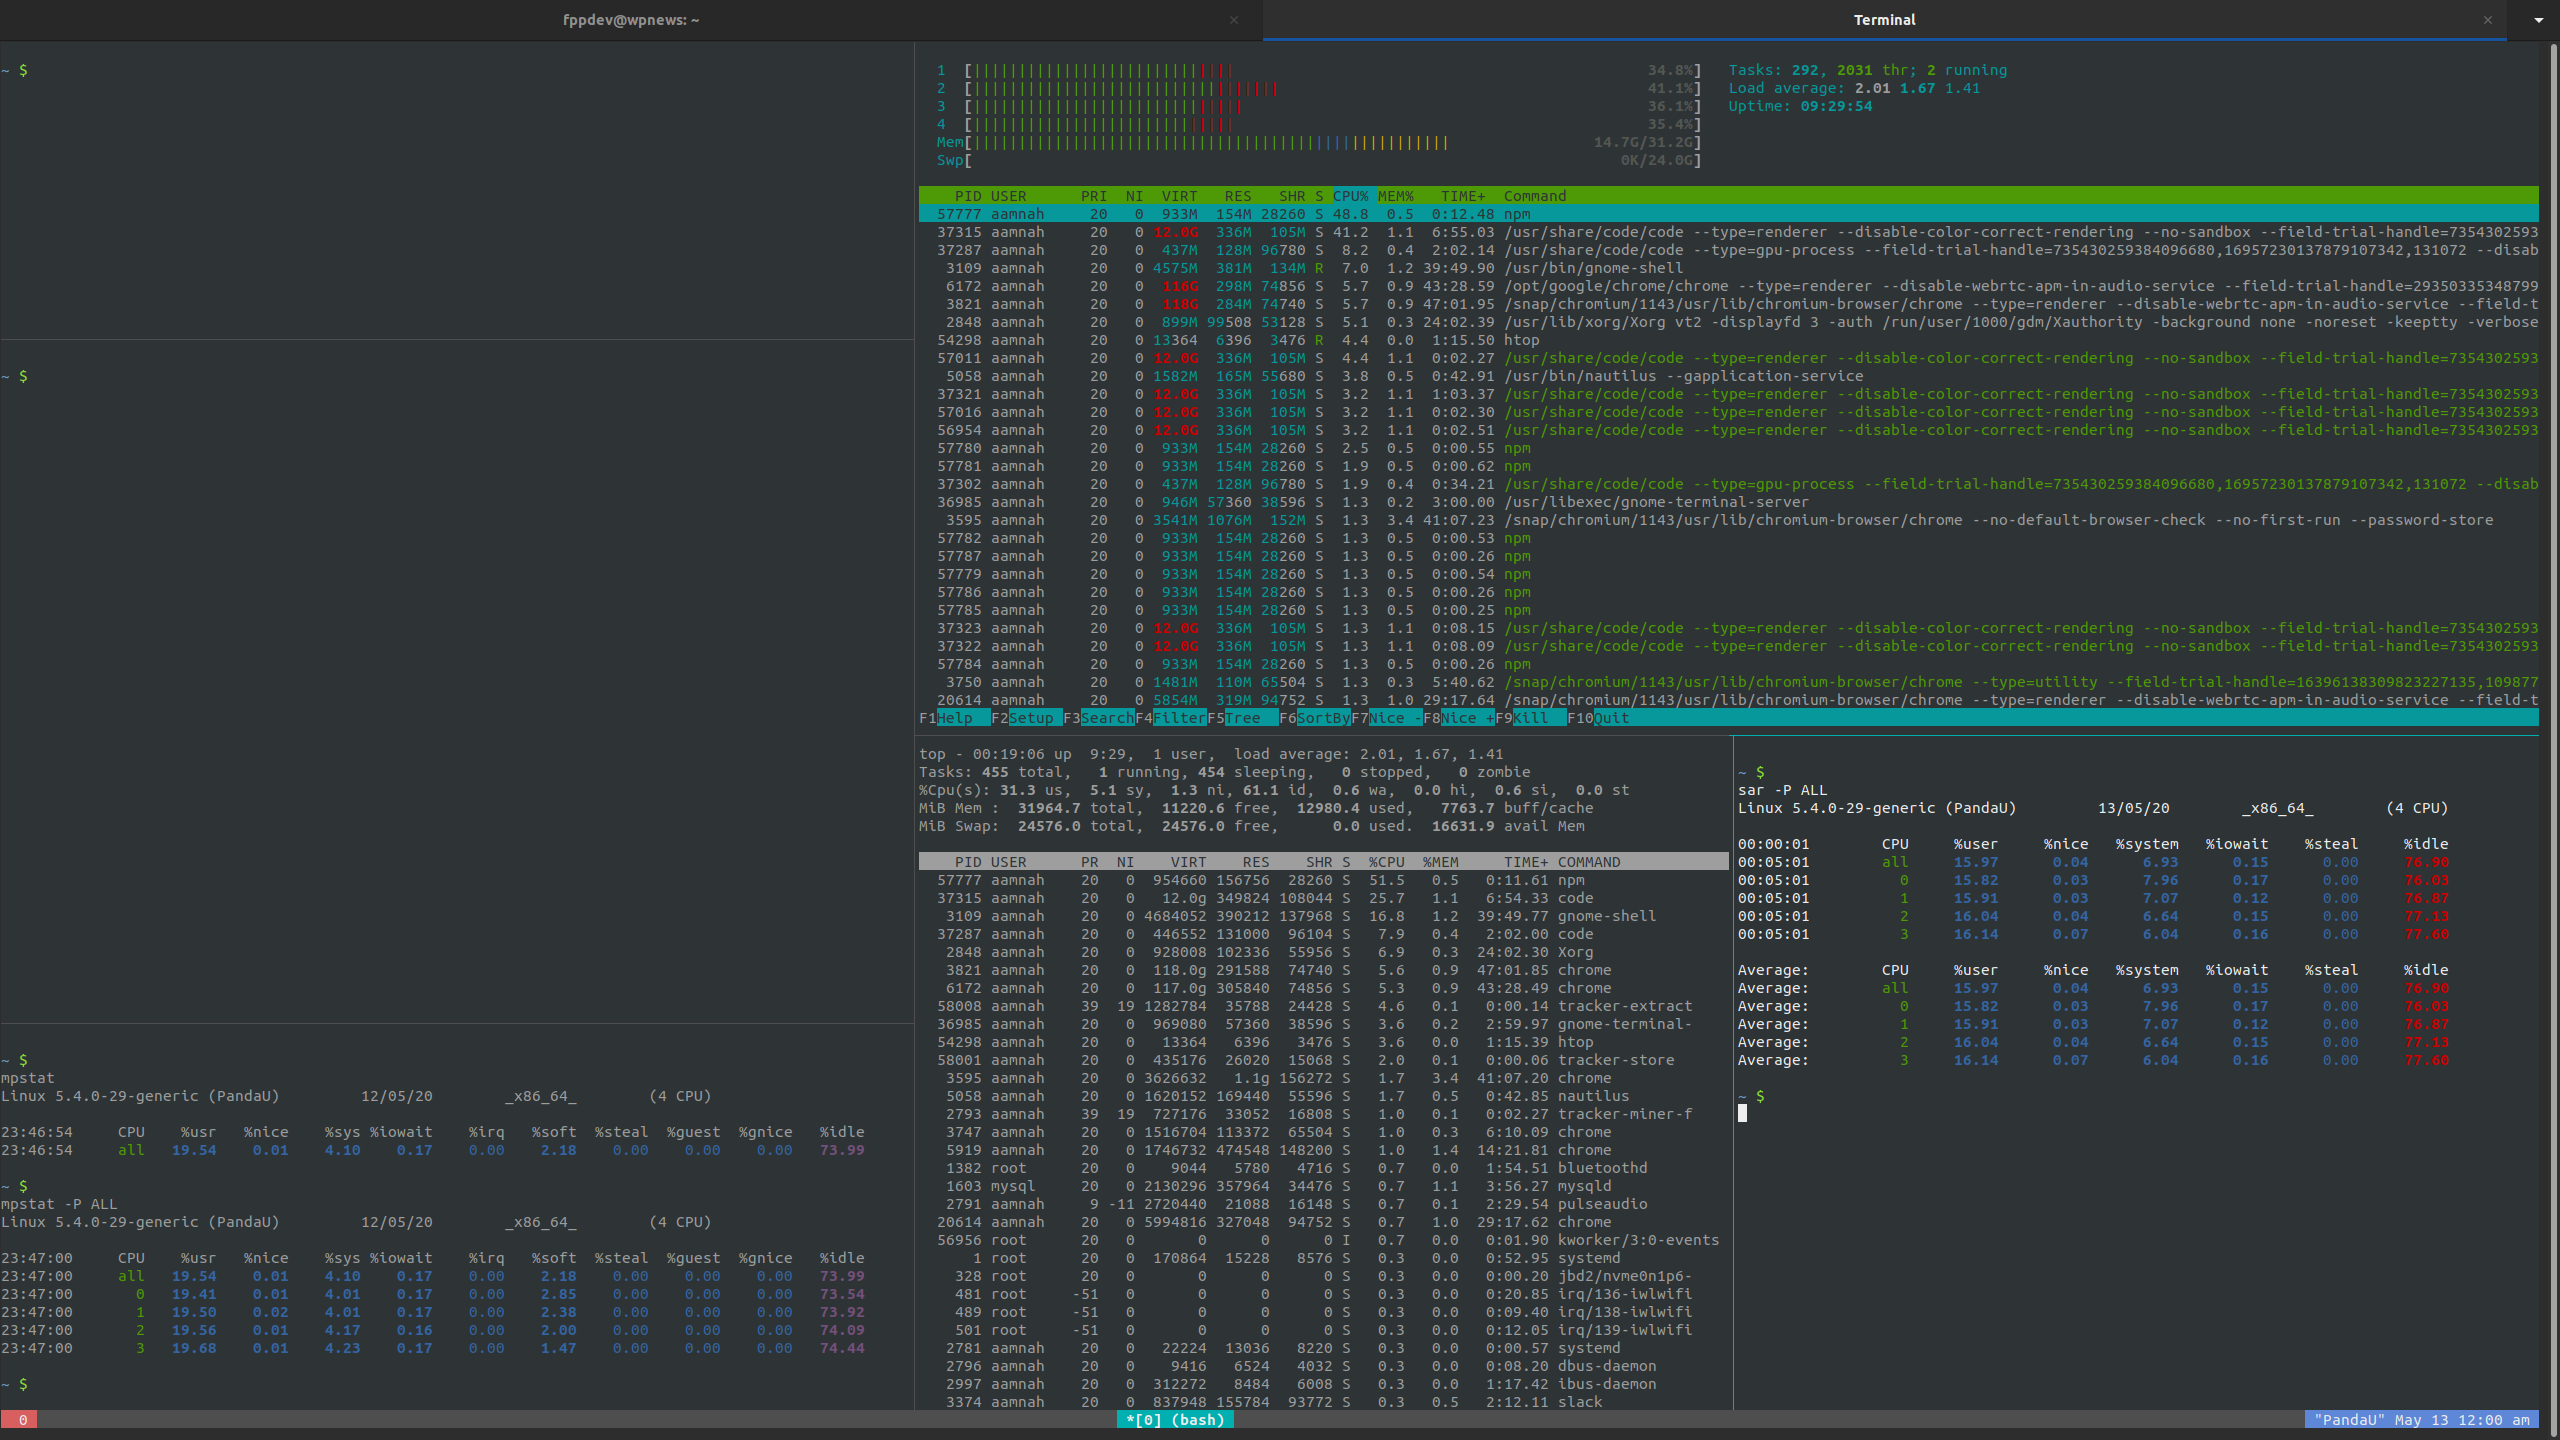 fppdev@wpnews: ~ ×
Terminal ×
~ $
~ $
~ $
mpstat
Linux 5.4.0-29-generic (PandaU) 12/05/20 _x86_64_ (4 CPU)
23:46:54 CPU %usr %nice %sys %iowait %irq %soft %steal %guest %gnice %idle
23:46:54 all 19.54 0.01 4.10 0.17 0.00 2.18 0.00 0.00 0.00 73.99
~ $
mpstat -P ALL
Linux 5.4.0-29-generic (PandaU) 12/05/20 _x86_64_ (4 CPU)
23:47:00 CPU %usr %nice %sys %iowait %irq %soft %steal %guest %gnice %idle
23:47:00 all 19.54 0.01 4.10 0.17 0.00 2.18 0.00 0.00 0.00 73.99
23:47:00 0 19.41 0.01 4.01 0.17 0.00 2.85 0.00 0.00 0.00 73.54
23:47:00 1 19.50 0.02 4.01 0.17 0.00 2.38 0.00 0.00 0.00 73.92
23:47:00 2 19.56 0.01 4.17 0.16 0.00 2.00 0.00 0.00 0.00 74.09
23:47:00 3 19.68 0.01 4.23 0.17 0.00 1.47 0.00 0.00 0.00 74.44
~ $
1 [|||||||||||||||||||||||||||||34.8%] Tasks: 292, 2031 thr; 2 running
2 [||||||||||||||||||||||||||||||||||41.1%] Load average: 2.01 1.67 1.41
3 [||||||||||||||||||||||||||||||36.1%] Uptime: 09:29:54
4 [|||||||||||||||||||||||||||||35.4%]
Mem[|||||||||||||||||||||||||||||||||||||||||||||||||||||14.7G/31.2G]
Swp[0K/24.0G]
PID USER PRI NI VIRT RES SHR S CPU% MEM% TIME+ Command
57777 aamnah 20 0 933M 154M 28260 S 48.8 0.5 0:12.48 npm
37315 aamnah 20 0 12.0G 336M 105M S 41.2 1.1 6:55.03 /usr/share/code/code --type=renderer --disable-color-correct-rendering --no-sandbox --field-trial-handle=7354302593
37287 aamnah 20 0 437M 128M 96780 S 8.2 0.4 2:02.14 /usr/share/code/code --type=gpu-process --field-trial-handle=735430259384096680,16957230137879107342,131072 --disab
3109 aamnah 20 0 4575M 381M 134M R 7.0 1.2 39:49.90 /usr/bin/gnome-shell
6172 aamnah 20 0 116G 298M 74856 S 5.7 0.9 43:28.59 /opt/google/chrome/chrome --type=renderer --disable-webrtc-apm-in-audio-service --field-trial-handle=29350335348799
3821 aamnah 20 0 118G 284M 74740 S 5.7 0.9 47:01.95 /snap/chromium/1143/usr/lib/chromium-browser/chrome --type=renderer --disable-webrtc-apm-in-audio-service --field-t
2848 aamnah 20 0 899M 99508 53128 S 5.1 0.3 24:02.39 /usr/lib/xorg/Xorg vt2 -displayfd 3 -auth /run/user/1000/gdm/Xauthority -background none -noreset -keeptty -verbose
54298 aamnah 20 0 13364 6396 3476 R 4.4 0.0 1:15.50 htop
57011 aamnah 20 0 12.0G 336M 105M S 4.4 1.1 0:02.27 /usr/share/code/code --type=renderer --disable-color-correct-rendering --no-sandbox --field-trial-handle=7354302593
5058 aamnah 20 0 1582M 165M 55680 S 3.8 0.5 0:42.91 /usr/bin/nautilus --gapplication-service
37321 aamnah 20 0 12.0G 336M 105M S 3.2 1.1 1:03.37 /usr/share/code/code --type=renderer --disable-color-correct-rendering --no-sandbox --field-trial-handle=7354302593
57016 aamnah 20 0 12.0G 336M 105M S 3.2 1.1 0:02.30 /usr/share/code/code --type=renderer --disable-color-correct-rendering --no-sandbox --field-trial-handle=7354302593
56954 aamnah 20 0 12.0G 336M 105M S 3.2 1.1 0:02.51 /usr/share/code/code --type=renderer --disable-color-correct-rendering --no-sandbox --field-trial-handle=7354302593
57780 aamnah 20 0 933M 154M 28260 S 2.5 0.5 0:00.55 npm
57781 aamnah 20 0 933M 154M 28260 S 1.9 0.5 0:00.62 npm
37302 aamnah 20 0 437M 128M 96780 S 1.9 0.4 0:34.21 /usr/share/code/code --type=gpu-process --field-trial-handle=735430259384096680,16957230137879107342,131072 --disab
36985 aamnah 20 0 946M 57360 38596 S 1.3 0.2 3:00.00 /usr/libexec/gnome-terminal-server
3595 aamnah 20 0 3541M 1076M 152M S 1.3 3.4 41:07.23 /snap/chromium/1143/usr/lib/chromium-browser/chrome --no-default-browser-check --no-first-run --password-store
57782 aamnah 20 0 933M 154M 28260 S 1.3 0.5 0:00.53 npm
57787 aamnah 20 0 933M 154M 28260 S 1.3 0.5 0:00.26 npm
57779 aamnah 20 0 933M 154M 28260 S 1.3 0.5 0:00.54 npm
57786 aamnah 20 0 933M 154M 28260 S 1.3 0.5 0:00.26 npm
57785 aamnah 20 0 933M 154M 28260 S 1.3 0.5 0:00.25 npm
37323 aamnah 20 0 12.0G 336M 105M S 1.3 1.1 0:08.15 /usr/share/code/code --type=renderer --disable-color-correct-rendering --no-sandbox --field-trial-handle=7354302593
37322 aamnah 20 0 12.0G 336M 105M S 1.3 1.1 0:08.09 /usr/share/code/code --type=renderer --disable-color-correct-rendering --no-sandbox --field-trial-handle=7354302593
57784 aamnah 20 0 933M 154M 28260 S 1.3 0.5 0:00.26 npm
3750 aamnah 20 0 1481M 110M 65504 S 1.3 0.3 5:40.62 /snap/chromium/1143/usr/lib/chromium-browser/chrome --type=utility --field-trial-handle=16396138309823227135,109877
20614 aamnah 20 0 5854M 319M 94752 S 1.3 1.0 29:17.64 /snap/chromium/1143/usr/lib/chromium-browser/chrome --type=renderer --disable-webrtc-apm-in-audio-service --field-t
F1Help F2Setup F3SearchF4FilterF5Tree F6SortByF7Nice -F8Nice +F9Kill F10Quit
top - 00:19:06 up 9:29, 1 user, load average: 2.01, 1.67, 1.41
Tasks: 455 total, 1 running, 454 sleeping, 0 stopped, 0 zombie
%Cpu(s): 31.3 us, 5.1 sy, 1.3 ni, 61.1 id, 0.6 wa, 0.0 hi, 0.6 si, 0.0 st
MiB Mem : 31964.7 total, 11220.6 free, 12980.4 used, 7763.7 buff/cache
MiB Swap: 24576.0 total, 24576.0 free, 0.0 used. 16631.9 avail Mem
PID USER PR NI VIRT RES SHR S %CPU %MEM TIME+ COMMAND
57777 aamnah 20 0 954660 156756 28260 S 51.5 0.5 0:11.61 npm
37315 aamnah 20 0 12.0g 349824 108044 S 25.7 1.1 6:54.33 code
3109 aamnah 20 0 4684052 390212 137968 S 16.8 1.2 39:49.77 gnome-shell
37287 aamnah 20 0 446552 131000 96104 S 7.9 0.4 2:02.00 code
2848 aamnah 20 0 928008 102336 55956 S 6.9 0.3 24:02.30 Xorg
3821 aamnah 20 0 118.0g 291588 74740 S 5.6 0.9 47:01.85 chrome
6172 aamnah 20 0 117.0g 305840 74856 S 5.3 0.9 43:28.49 chrome
58008 aamnah 39 19 1282784 35788 24428 S 4.6 0.1 0:00.14 tracker-extract
36985 aamnah 20 0 969080 57360 38596 S 3.6 0.2 2:59.97 gnome-terminal-
54298 aamnah 20 0 13364 6396 3476 S 3.6 0.0 1:15.39 htop
58001 aamnah 20 0 435176 26020 15068 S 2.0 0.1 0:00.06 tracker-store
3595 aamnah 20 0 3626632 1.1g 156272 S 1.7 3.4 41:07.20 chrome
5058 aamnah 20 0 1620152 169440 55596 S 1.7 0.5 0:42.85 nautilus
2793 aamnah 39 19 727176 33052 16808 S 1.0 0.1 0:02.27 tracker-miner-f
3747 aamnah 20 0 1516704 113372 65504 S 1.0 0.3 6:10.09 chrome
5919 aamnah 20 0 1746732 474548 148200 S 1.0 1.4 14:21.81 chrome
1382 root 20 0 9044 5780 4716 S 0.7 0.0 1:54.51 bluetoothd
1603 mysql 20 0 2130296 357964 34476 S 0.7 1.1 3:56.27 mysqld
2791 aamnah 9 -11 2720440 21088 16148 S 0.7 0.1 2:29.54 pulseaudio
20614 aamnah 20 0 5994816 327048 94752 S 0.7 1.0 29:17.62 chrome
56956 root 20 0 0 0 0 I 0.7 0.0 0:01.90 kworker/3:0-events
1 root 20 0 170864 15228 8576 S 0.3 0.0 0:52.95 systemd
328 root 20 0 0 0 0 S 0.3 0.0 0:00.20 jbd2/nvme0n1p6-
481 root -51 0 0 0 0 S 0.3 0.0 0:20.85 irq/136-iwlwifi
489 root -51 0 0 0 0 S 0.3 0.0 0:09.40 irq/138-iwlwifi
501 root -51 0 0 0 0 S 0.3 0.0 0:12.05 irq/139-iwlwifi
2781 aamnah 20 0 22224 13036 8220 S 0.3 0.0 0:00.57 systemd
2796 aamnah 20 0 9416 6524 4032 S 0.3 0.0 0:08.20 dbus-daemon
2997 aamnah 20 0 312272 8484 6008 S 0.3 0.0 1:17.42 ibus-daemon
3374 aamnah 20 0 837948 155784 93772 S 0.3 0.5 2:12.11 slack
~ $
sar -P ALL
Linux 5.4.0-29-generic (PandaU) 13/05/20 _x86_64_ (4 CPU)
00:00:01 CPU %user %nice %system %iowait %steal %idle
00:05:01 all 15.97 0.04 6.93 0.15 0.00 76.90
00:05:01 0 15.82 0.03 7.96 0.17 0.00 76.03
00:05:01 1 15.91 0.03 7.07 0.12 0.00 76.87
00:05:01 2 16.04 0.04 6.64 0.15 0.00 77.13
00:05:01 3 16.14 0.07 6.04 0.16 0.00 77.60
Average: CPU %user %nice %system %iowait %steal %idle
Average: all 15.97 0.04 6.93 0.15 0.00 76.90
Average: 0 15.82 0.03 7.96 0.17 0.00 76.03
Average: 1 15.91 0.03 7.07 0.12 0.00 76.87
Average: 2 16.04 0.04 6.64 0.15 0.00 77.13
Average: 3 16.14 0.07 6.04 0.16 0.00 77.60
~ $
0
*[0] (bash)
"PandaU" May 13 12:00 am